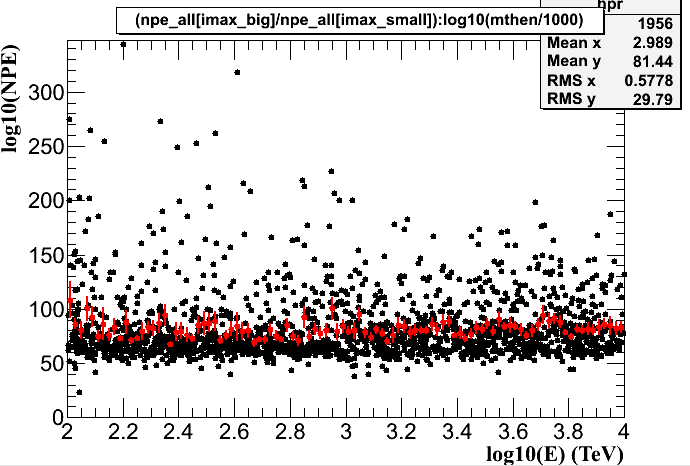 (npe_all[imax_big]/npe_all[imax_small]):log10(mthen/1000)
hpr
1956
Mean x 2.989
Mean y 81.44
RMS x 0.5778
RMS y 29.79
log10(NPE)
300
250
200
150
100
50
0
2 2.2 2.4 2.6 2.8 3 3.2 3.4 3.6 3.8 4
log10(E) (TeV)